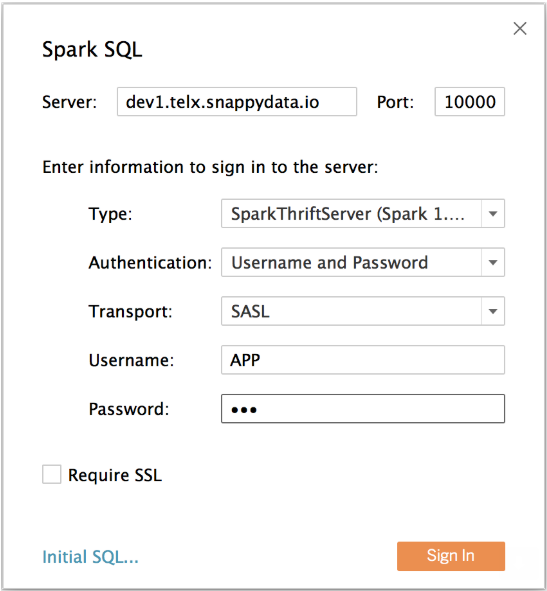 Spark SQL
Server: dev1.telx.snappydata.io Port: 10000
Enter information to sign in to the server:
Type: SparkThriftServer (Spark 1....
Authentication: Username and Password
Transport: SASL
Username: APP
Password: •••
Require SSL
Initial SQL... Sign In